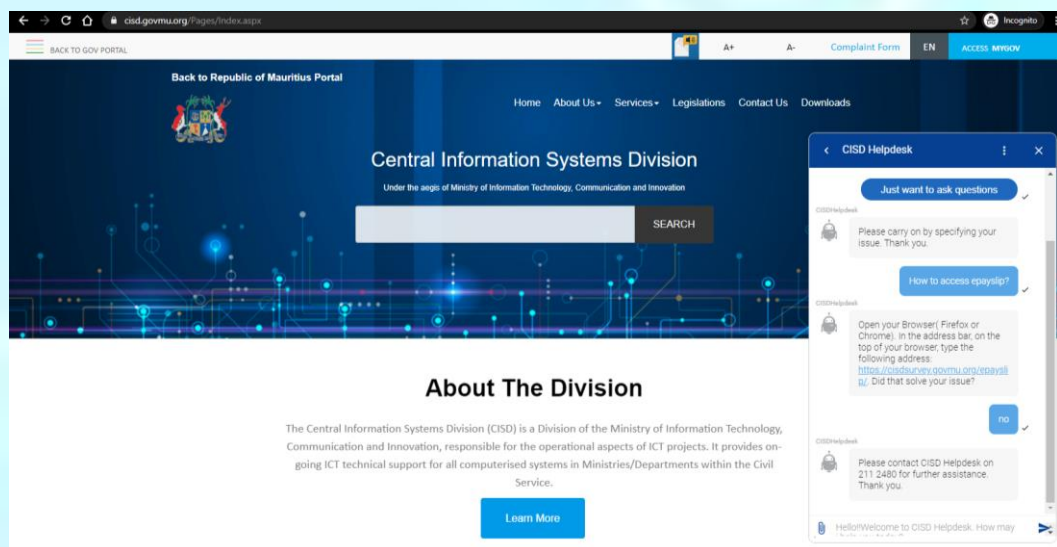 cisd.govmu.org/Pages/Index.aspx
Incognito
BACK TO GOV PORTAL
A+
A-
Complaint Form
EN
ACCESS MYGOV
Back to Republic of Mauritius Portal
Home
About Us
Services
Legislations
Contact Us
Downloads
Central Information Systems Division
Under the aegis of Ministry of Information Technology, Communication and Innovation
SEARCH
About The Division
The Central Information Systems Division (CISD) is a Division of the Ministry of Information Technology,
Communication and Innovation, responsible for the operational aspects of ICT projects. It provides on-
going ICT technical support for all computerised systems in Ministries/Departments within the Civil
Service.
Learn More
CISD Helpdesk
Just want to ask questions
CISDHelpdesk
Please carry on by specifying your
issue. Thank you.
How to access epayslip?
CISDHelpdesk
Open your Browser( Firefox or
Chrome). In the address bar, on the
top of your browser, type the
following address:
https://cisdsurvey.govmu.org/epaysli
p/. Did that solve your issue?
no
CISDHelpdesk
Please contact CISD Helpdesk on
211 2480 for further assistance.
Thank you.
Hello!!Welcome to CISD Helpdesk. How may